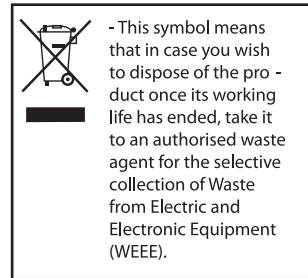 - This symbol means
that in case you wish
to dispose of the pro -
duct once its working
life has ended, take it
to an authorised waste
agent for the selective
collection of Waste
from Electric and
Electronic Equipment
(WEEE).